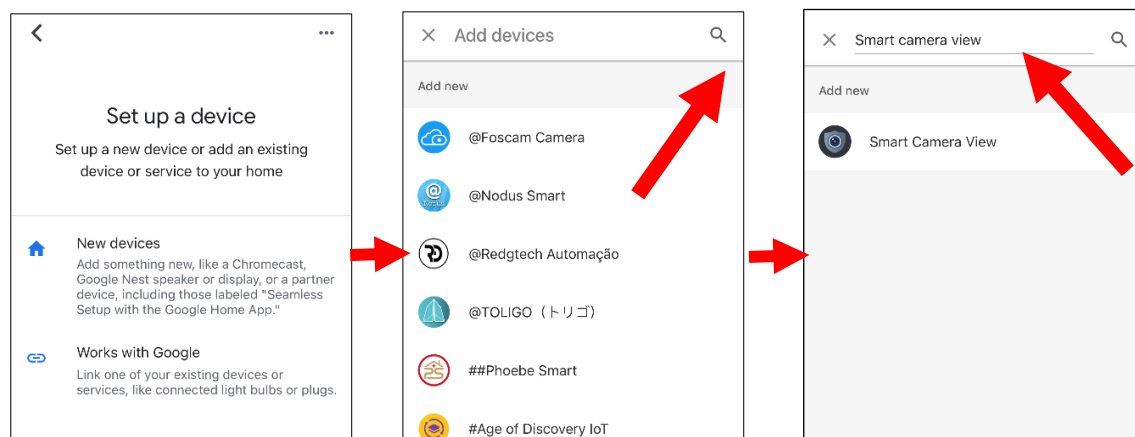 Set up a device
Set up a new device or add an existing
device or service to your home
New devices
Add something new, like a Chromecast,
Google Nest speaker or display, or a partner
device, including those labeled "Seamless
Setup with the Google Home App."
Works with Google
Link one of your existing devices or
services, like connected light bulbs or plugs.
Add devices
Add new
@Foscam Camera
@Nodus Smart
@Redgtech Automação
@TOLIGO（トリゴ）
##Phoebe Smart
#Age of Discovery IoT
Smart camera view
Add new
Smart Camera View